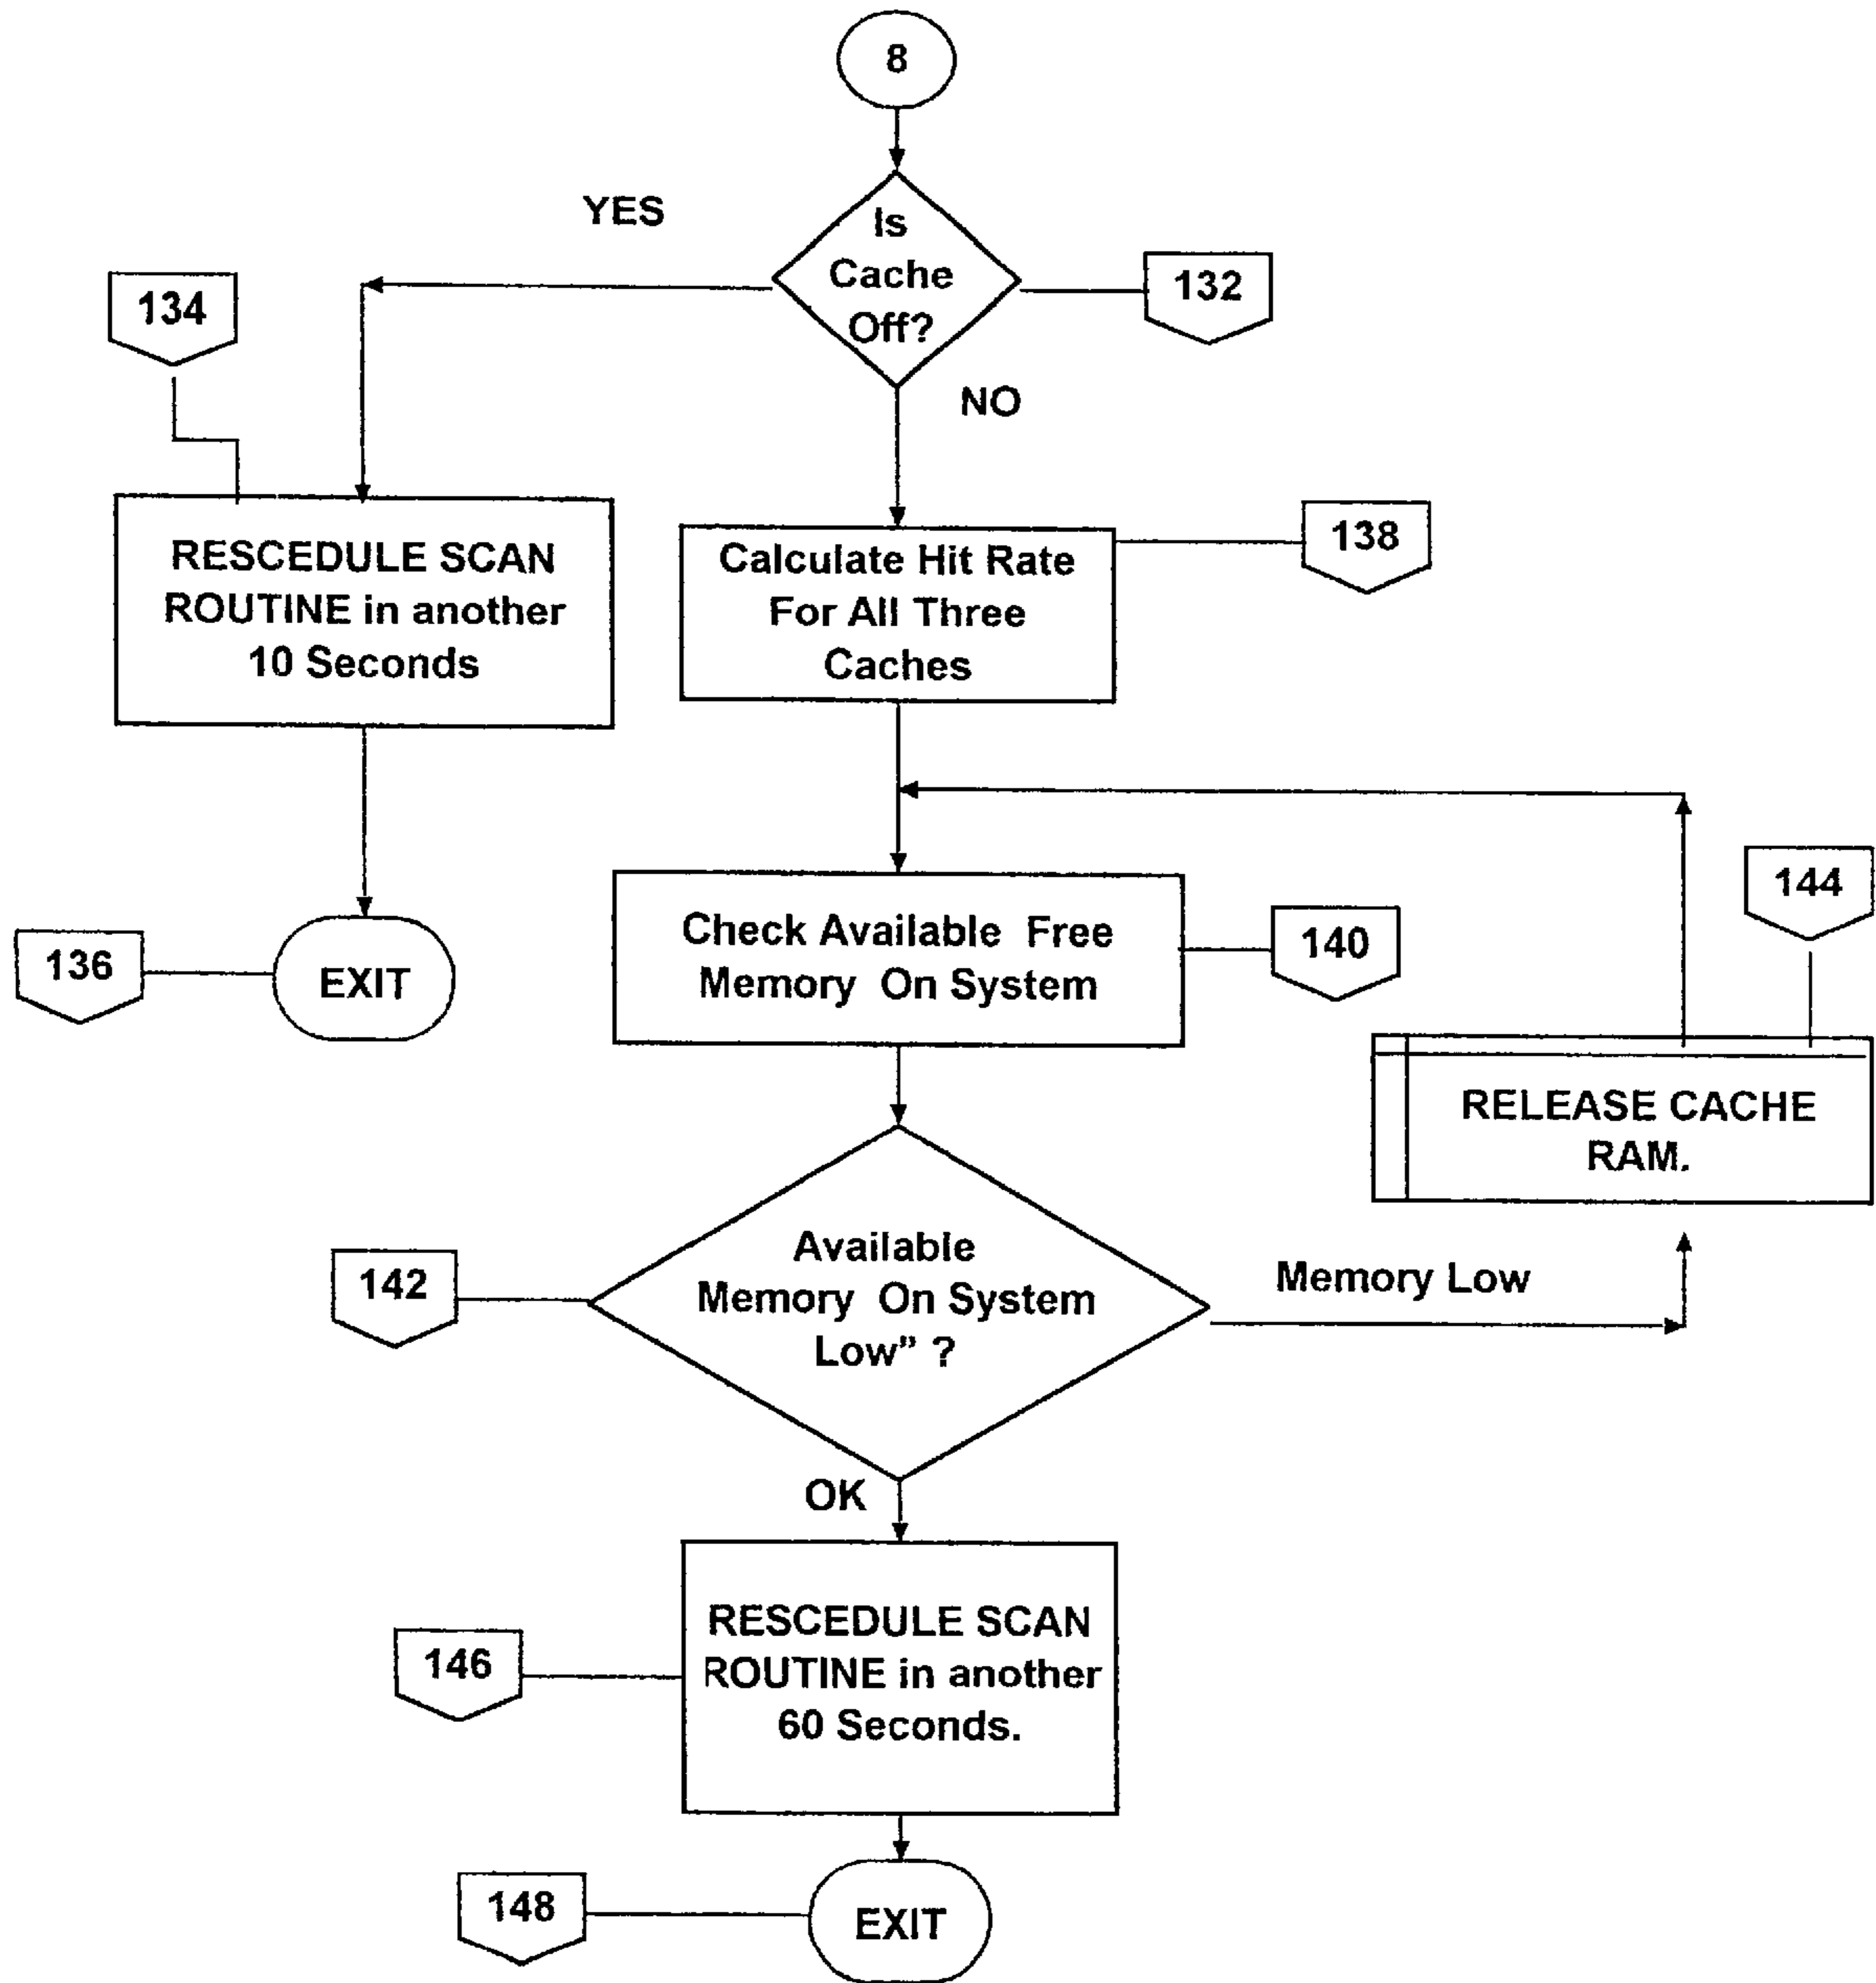 8
YES
Is
Cache
Off?
132
134
NO
RESCEDULE SCAN
ROUTINE in another
10 Seconds
Calculate Hit Rate
For All Three
Caches
138
136
EXIT
Check Available Free
Memory On System
140
144
RELEASE CACHE
RAM.
142
Available
Memory On System
Low” ?
Memory Low
OK
146
RESCEDULE SCAN
ROUTINE in another
60 Seconds.
148
EXIT